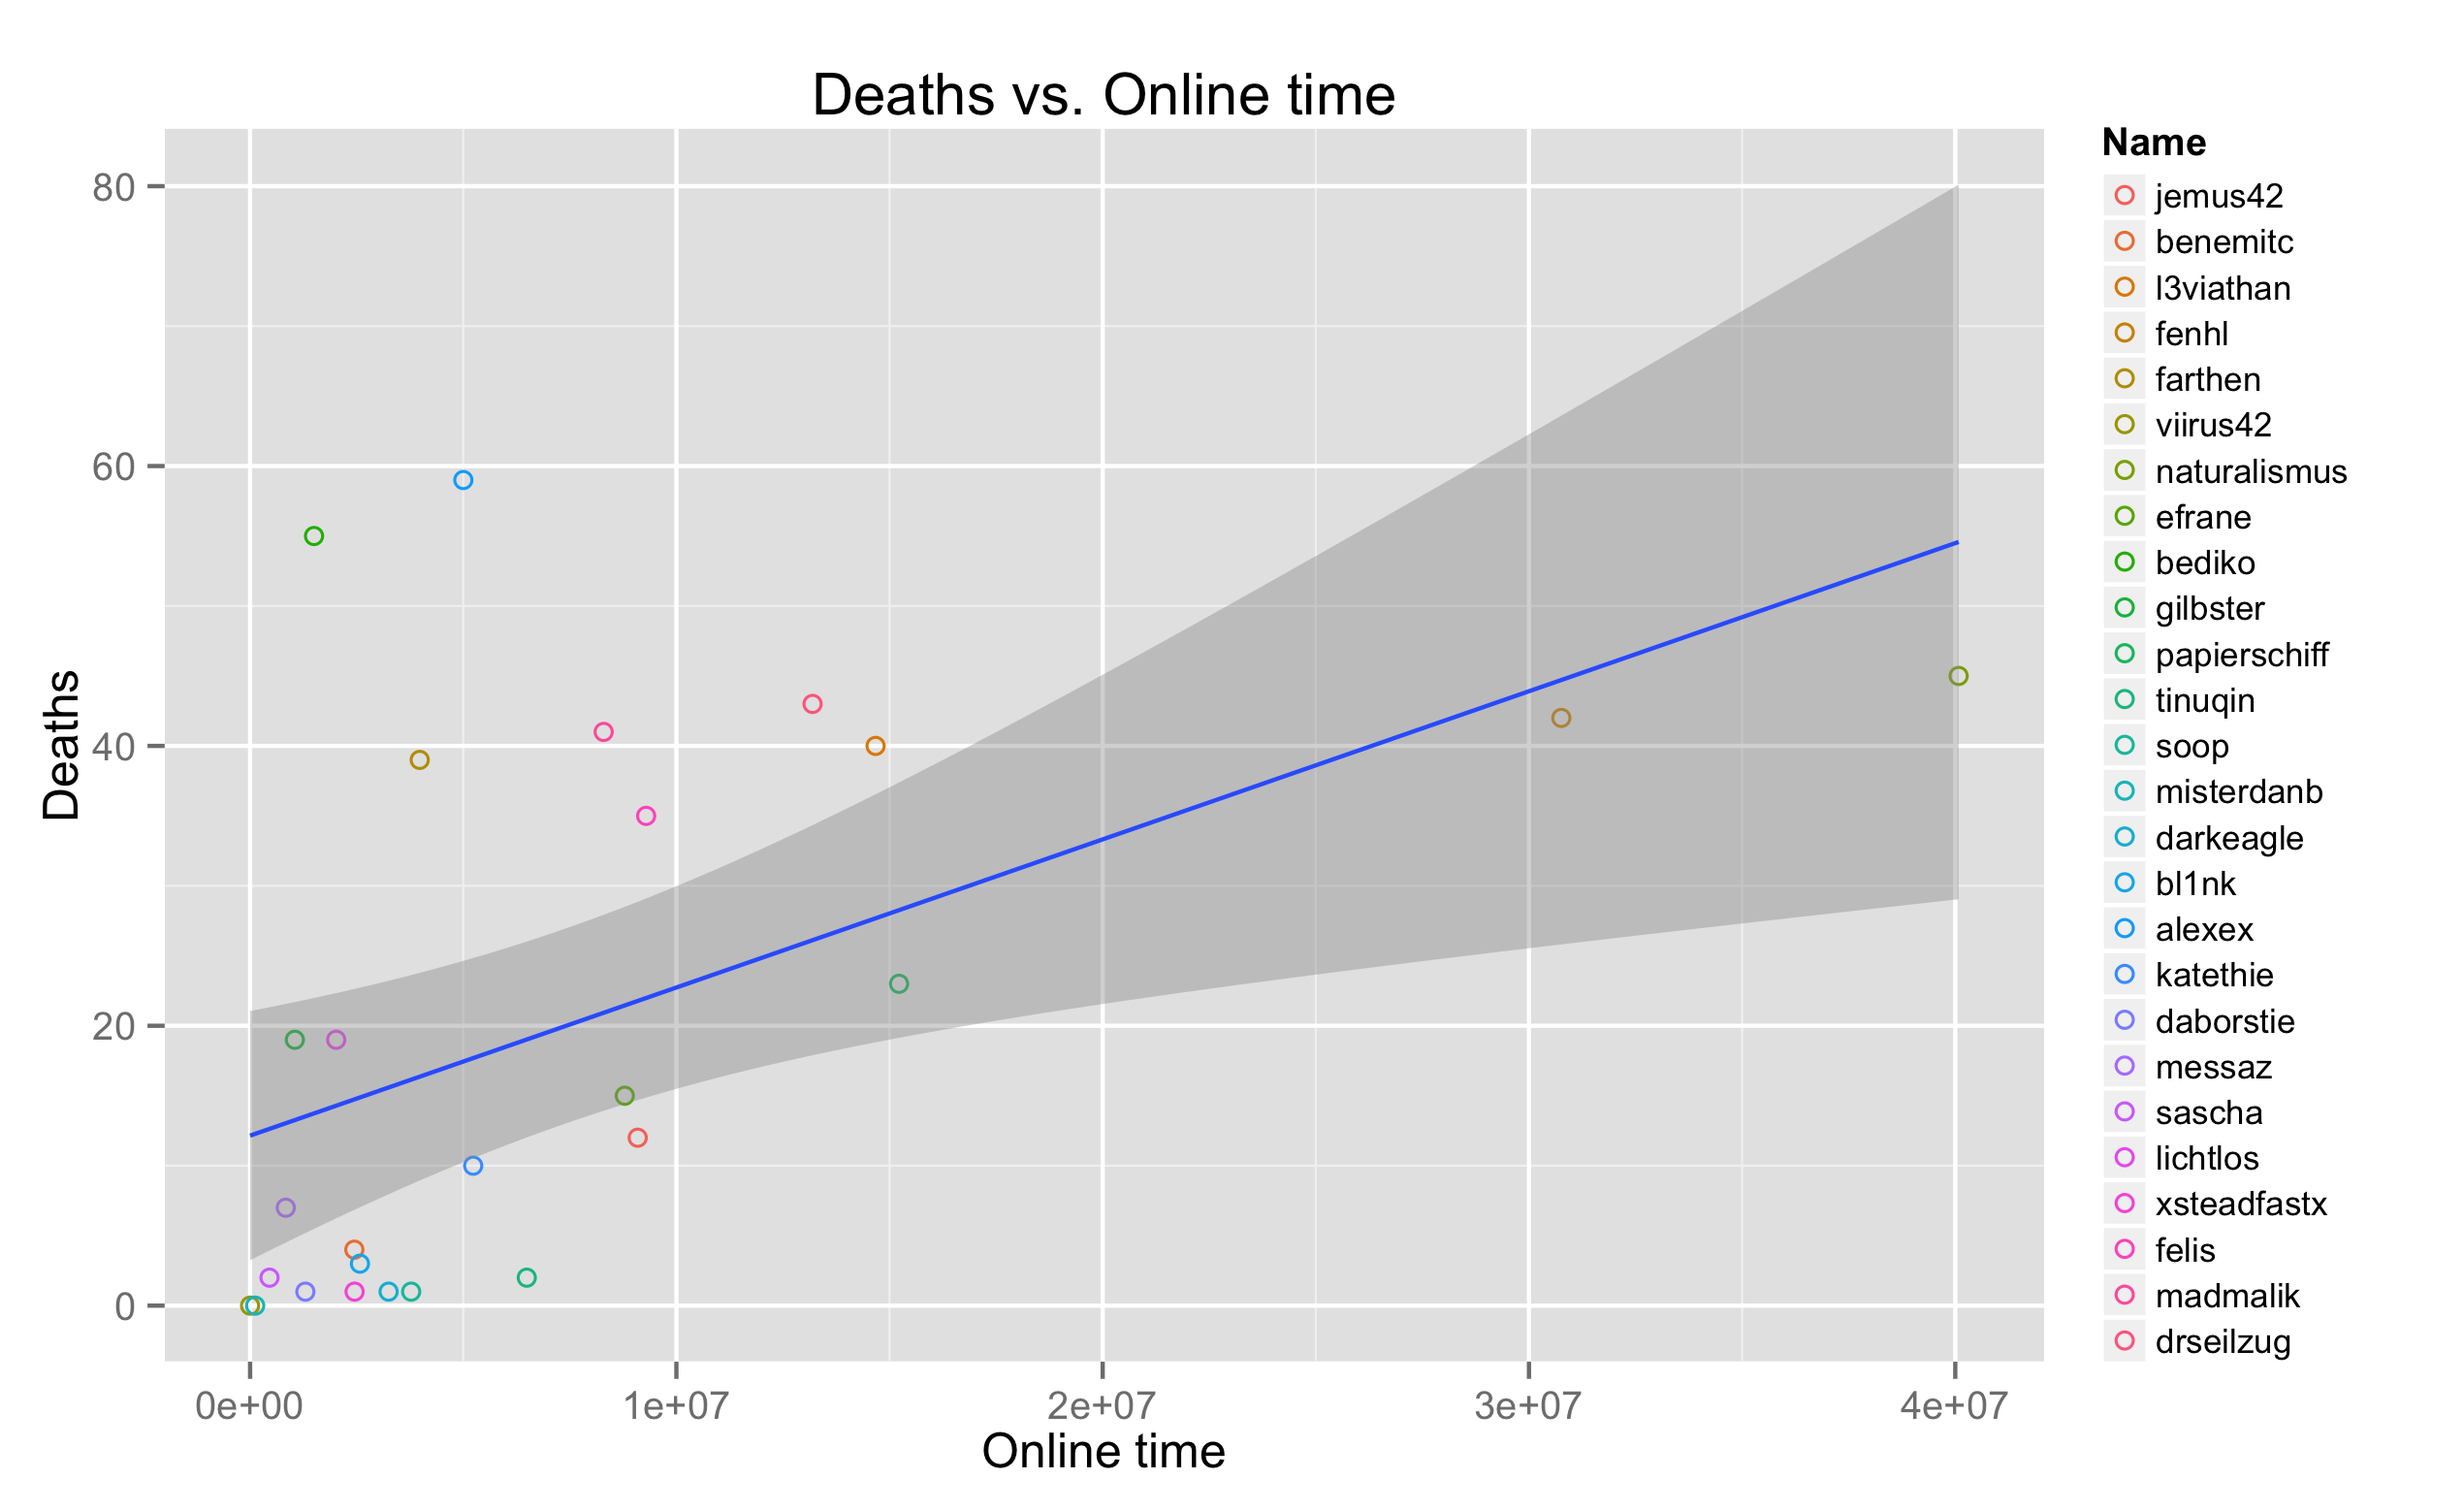 Deaths vs. Online time
80
60
40
20
0
Deaths
0e+00 1e+07 2e+07 3e+07 4e+07
Online time
Name
jemus42
benemitc
l3viathan
fenhl
farthen
viirus42
naturalismus
efrane
bediko
gilbster
papierschiff
tinuqin
soop
misterdanb
darkeagle
bl1nk
alexex
katethie
daborstie
messaz
sascha
lichtlos
xsteadfastx
felis
madmalik
drseilzug